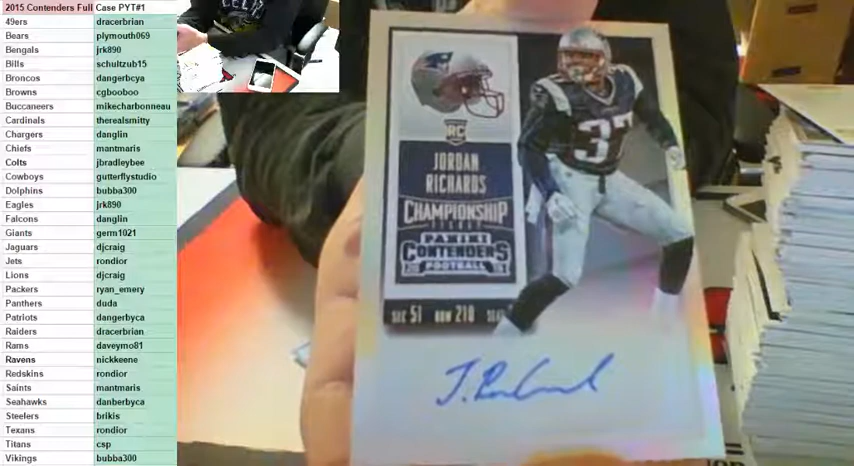 2015 Contenders Full Case PYT#1
49ers dracerbrian
Bears plymouth069
Bengals jrk890
Bills schultzub15
Broncos dangerbcya
Browns cgbooboo
Buccaneers mikecharbonneau
Cardinals therealsmitty
Chargers danglin
Chiefs mantmaris
Colts jbradleybee
Cowboys gutterflystudio
Dolphins bubba300
Eagles jrk890
Falcons danglin
Giants germ1021
Jaguars djcraig
Jets rondior
Lions djcraig
Packers ryan_emery
Panthers duda
Patriots dangerbyca
Raiders dracerbrian
Rams daveymo81
Ravens nickkeene
Redskins rondior
Saints mantmaris
Seahawks danberbyca
Steelers brikis
Texans rondior
Titans csp
Vikings bubba300
RC
JORDAN
RICHARDS
CHAMPIONSHIP
TICKET
PANINI
CONTENDERS
FOOTBALL
SEC 51 ROW 210
37